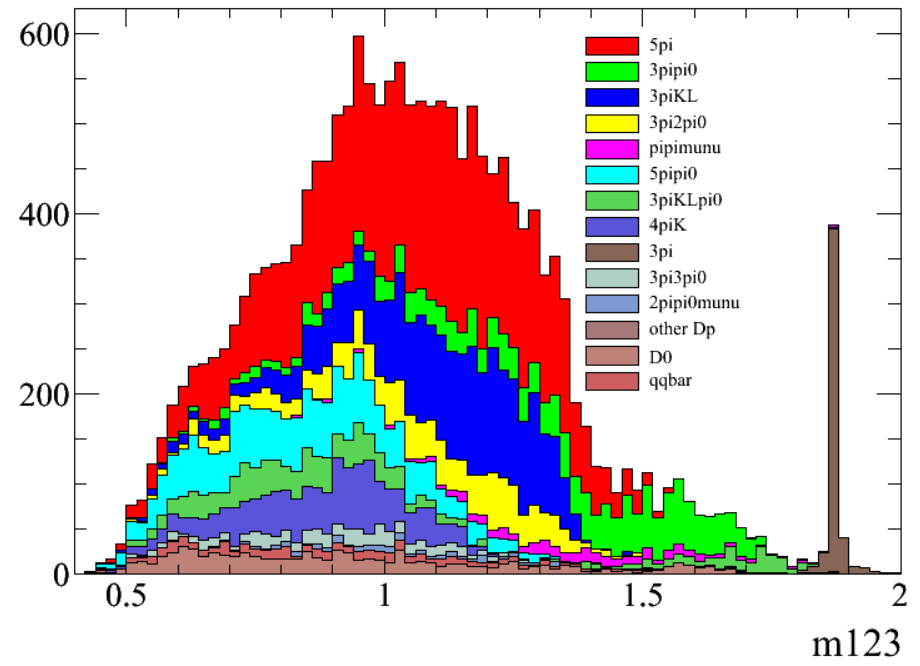 600
400
200
0
5pi
3pipi0
3piKL
3pi2pi0
pipimunu
5pipi0
3piKLpi0
4piK
3pi
3pi3pi0
2pipi0munu
other Dp
D0
qqbar
0.5 1 1.5 2
m123